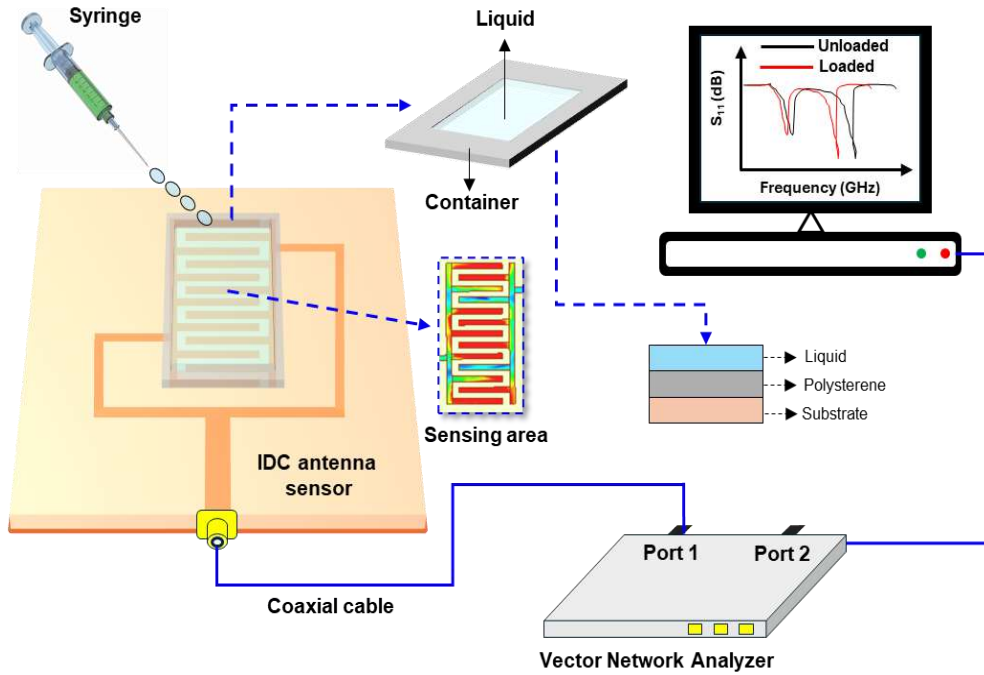 Syringe
Liquid
Container
Unloaded
Loaded
S₁₁ (dB)
Frequency (GHz)
Sensing area
Liquid
Polysterene
Substrate
IDC antenna
sensor
Port 1
Port 2
Coaxial cable
Vector Network Analyzer